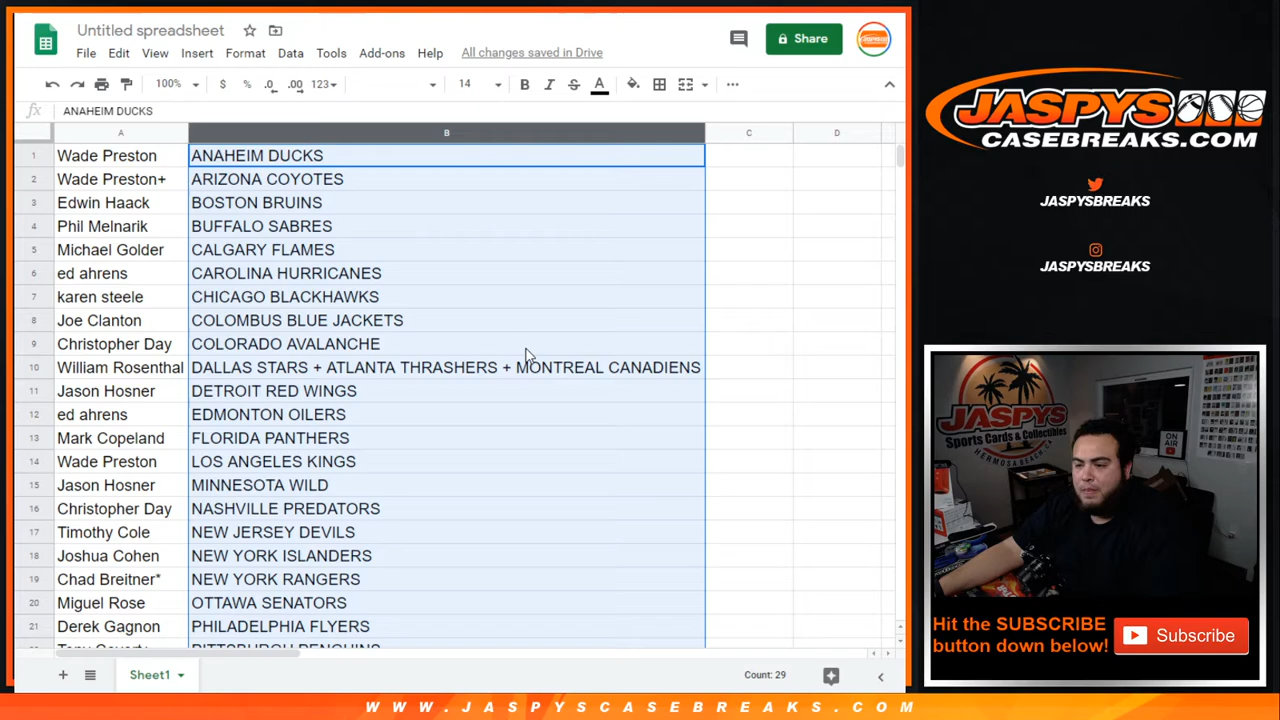 Untitled spreadsheet
File Edit View Insert Format Data Tools Add-ons Help All changes saved in Drive
Share
100% $ % .0 .00 123 14 B I S A
fx ANAHEIM DUCKS
A B C D
1 Wade Preston ANAHEIM DUCKS
2 Wade Preston+ ARIZONA COYOTES
3 Edwin Haack BOSTON BRUINS
4 Phil Melnarik BUFFALO SABRES
5 Michael Golder CALGARY FLAMES
6 ed ahrens CAROLINA HURRICANES
7 karen steele CHICAGO BLACKHAWKS
8 Joe Clanton COLOMBUS BLUE JACKETS
9 Christopher Day COLORADO AVALANCHE
10 William Rosenthal DALLAS STARS + ATLANTA THRASHERS + MONTREAL CANADIENS
11 Jason Hosner DETROIT RED WINGS
12 ed ahrens EDMONTON OILERS
13 Mark Copeland FLORIDA PANTHERS
14 Wade Preston LOS ANGELES KINGS
15 Jason Hosner MINNESOTA WILD
16 Christopher Day NASHVILLE PREDATORS
17 Timothy Cole NEW JERSEY DEVILS
18 Joshua Cohen NEW YORK ISLANDERS
19 Chad Breitner* NEW YORK RANGERS
20 Miguel Rose OTTAWA SENATORS
21 Derek Gagnon PHILADELPHIA FLYERS
PITTSBURGH PENGUINS
Sheet1
Count: 29
JASPYS
CASEBREAKS.COM
JASPYSBREAKS
JASPYSBREAKS
JASPYS
Sports Cards & Collectibles
HERMOSA BEACH, CA
ON AIR
Hit the SUBSCRIBE
button down below!
Subscribe
WWW.JASPYSCASEBREAKS.COM